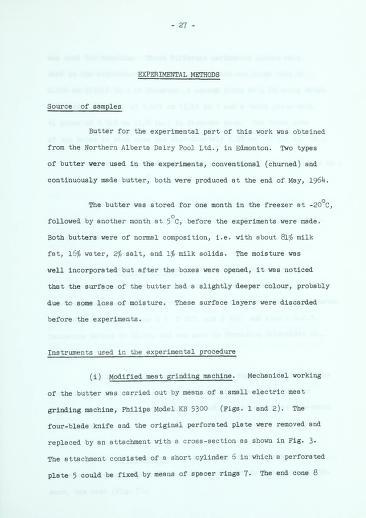 - 27 -
EXPERIMENTAL METHODS
Source of samples
Butter for the experimental part of this work was obtained
from the Northern Alberta Dairy Pool Ltd., in Edmonton. Two types
of butter were used in the experiments, conventional (churned) and
continuously made butter, both were produced at the end of May, 1964.
The butter was stored for one month in the freezer at -20°C,
followed by another month at 5°C, before the experiments were made.
Both butters were of normal composition, i.e. with about 81% milk
fat, 16% water, 2% salt, and 1% milk solids. The moisture was
well incorporated but after the boxes were opened, it was noticed
that the surface of the butter had a slightly deeper colour, probably
due to some loss of moisture. These surface layers were discarded
before the experiments.
Instruments used in the experimental procedure
(i) Modified meat grinding machine. Mechanical working
of the butter was carried out by means of a small electric meat
grinding machine, Philips Model KB 5300 (Figs. 1 and 2). The
four-blade knife and the original perforated plate were removed and
replaced by an attachment with a cross-section as shown in Fig. 3.
The attachment consisted of a short cylinder 6 in which a perforated
plate 5 could be fixed by means of spacer rings 7. The end cone 8